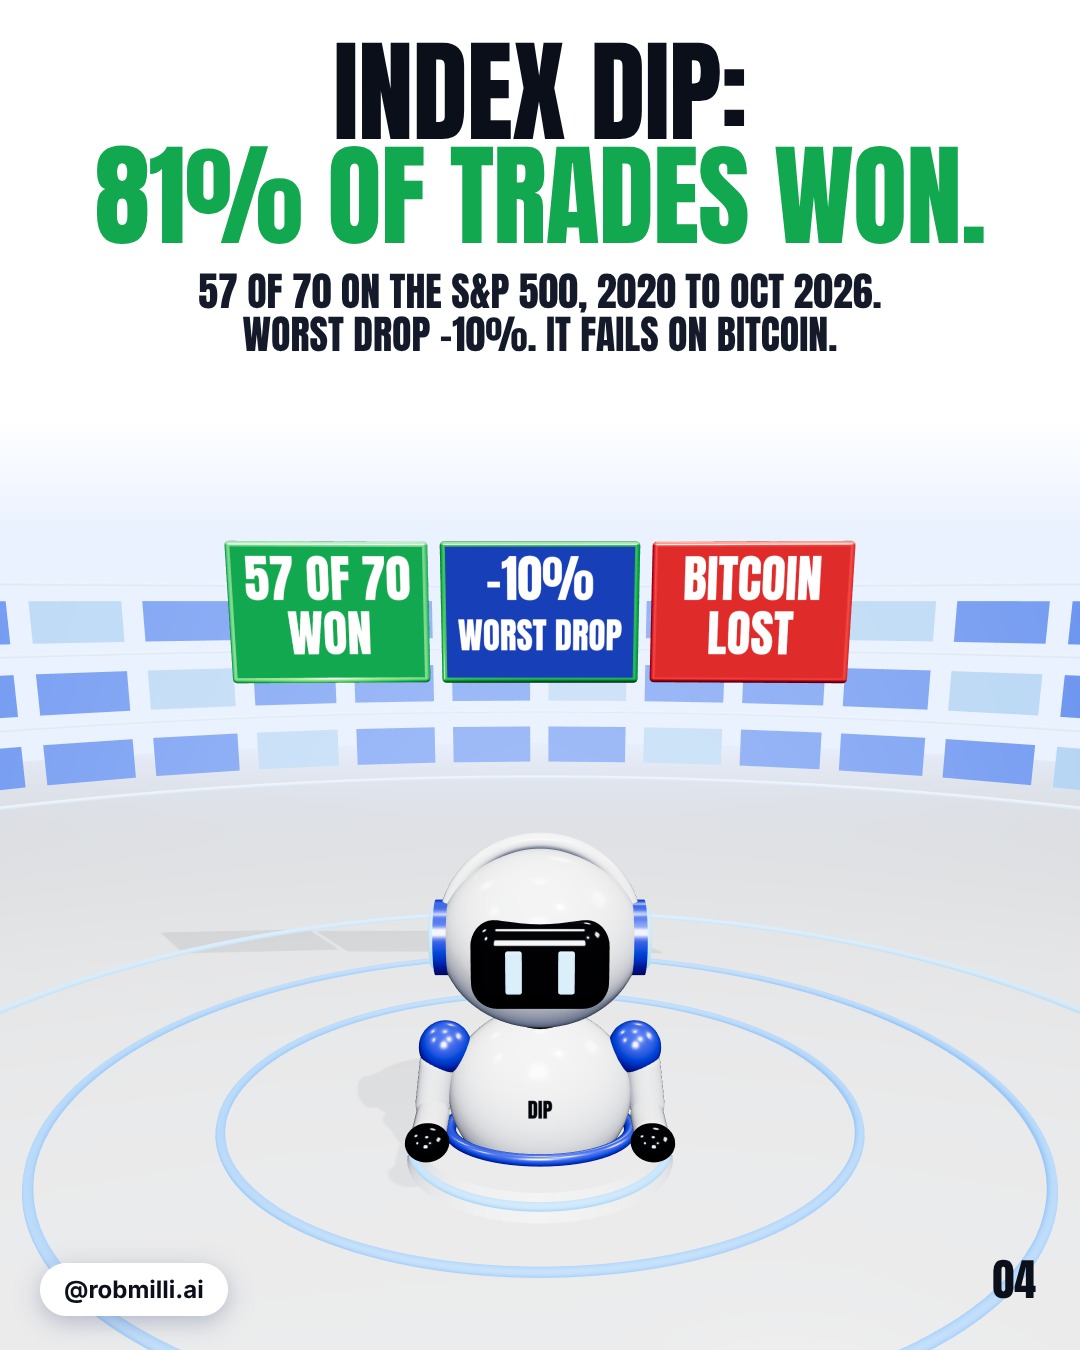 INDEX DIP:
81% OF TRADES WON.
57 OF 70 ON THE S&P 500, 2020 TO OCT 2026.
WORST DROP -10%. IT FAILS ON BITCOIN.
57 OF 70
WON
-10%
WORST DROP
BITCOIN
LOST
DIP
@robmilli.ai
04